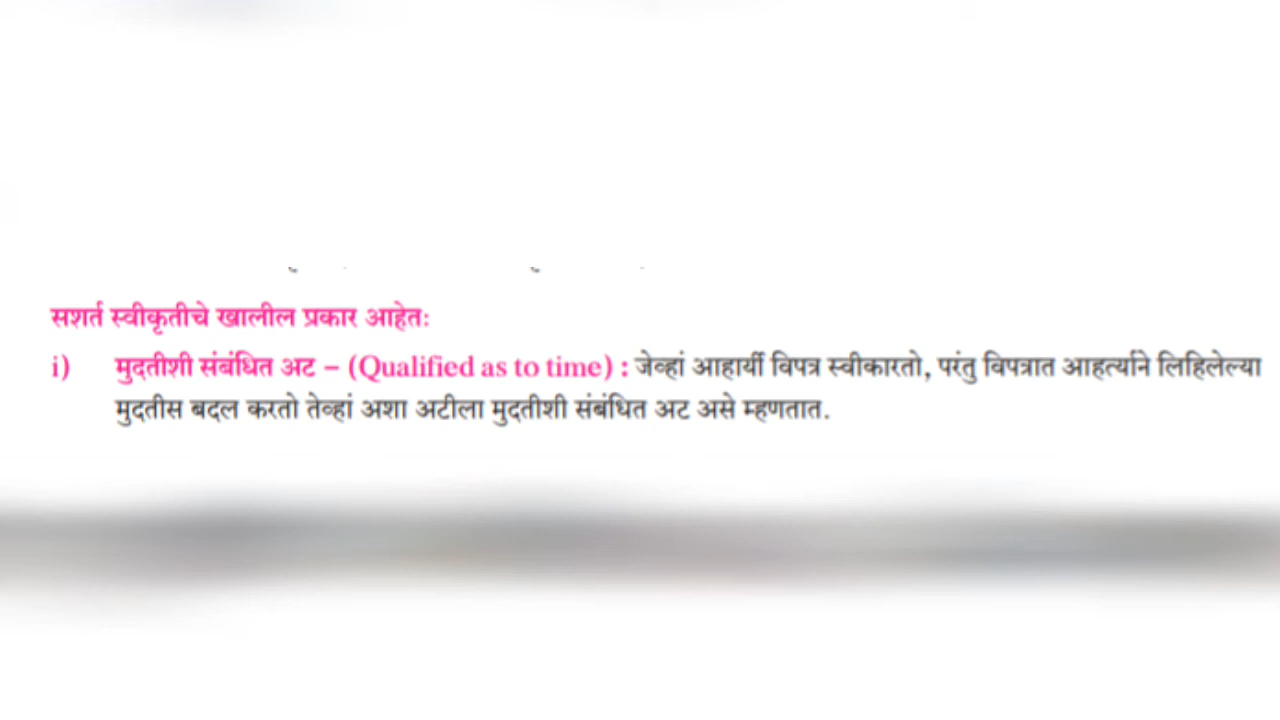 सशर्त स्वीकृतीचे खालील प्रकार आहेतः
i) मुदतीशी संबंधित अट – (Qualified as to time) : जेव्हां आहार्यी विपत्र स्वीकारतो, परंतु विपत्रात आहर्त्याने लिहिलेल्या
मुदतीस बदल करतो तेव्हां अशा अटीला मुदतीशी संबंधित अट असे म्हणतात.